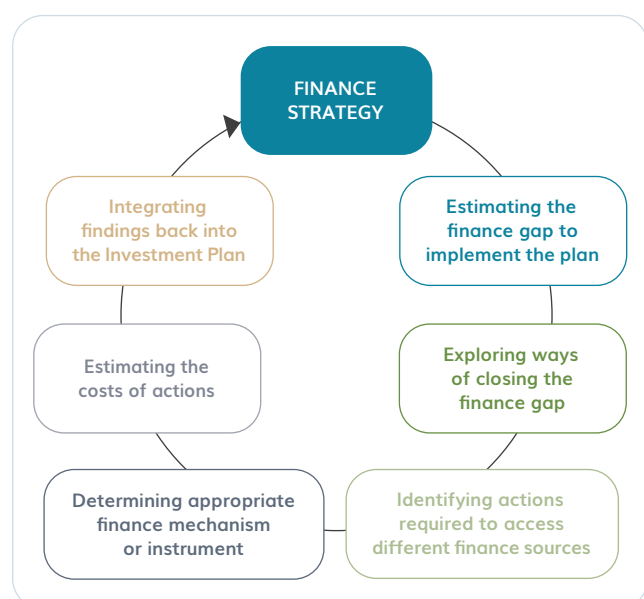 FINANCE
STRATEGY
Estimating the
finance gap to
implement the plan
Exploring ways
of closing the
finance gap
Identifying actions
required to access
different finance sources
Determining appropriate
finance mechanism
or instrument
Estimating the
costs of actions
Integrating
findings back into
the Investment Plan